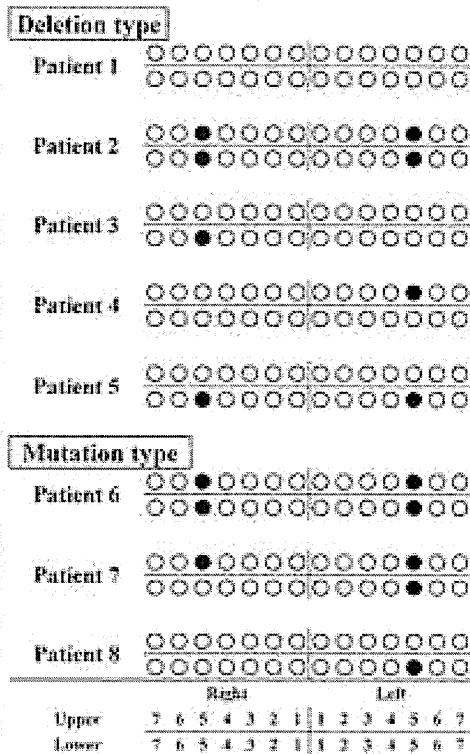 Deletion type
Patient 1
Patient 2
Patient 3
Patient 4
Patient 5
Mutation type
Patient 6
Patient 7
Patient 8
Right Left
Upper 7 6 5 4 3 2 1 1 2 3 4 5 6 7
Lower 7 6 5 4 3 2 1 1 2 3 4 5 6 7